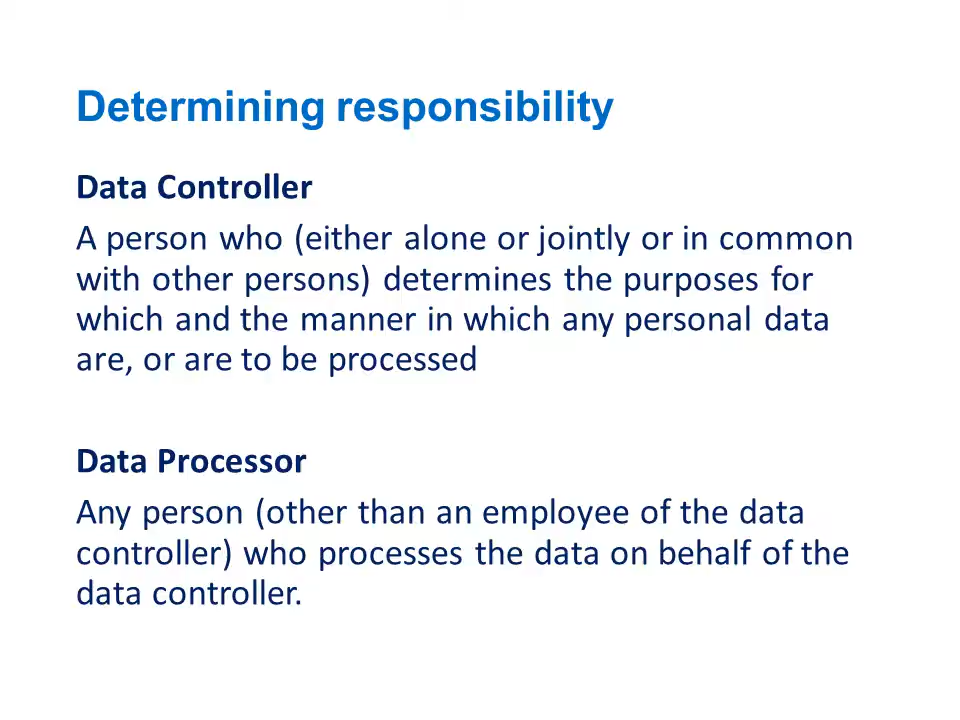 Determining responsibility
Data Controller
A person who (either alone or jointly or in common
with other persons) determines the purposes for
which and the manner in which any personal data
are, or are to be processed
Data Processor
Any person (other than an employee of the data
controller) who processes the data on behalf of the
data controller.